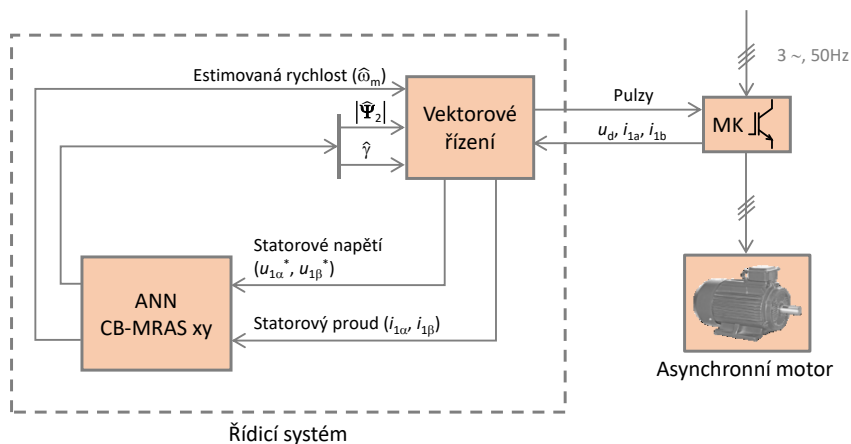 3 ~, 50Hz
Estimovaná rychlost (ω̂m)
Pulzy
|Ψ̂2|
Vektorové
řízení
MK
ud, i1a, i1b
γ̂
Statorové napětí
(u1α*, u1β*)
ANN
CB-MRAS xy
Statorový proud (i1α, i1β)
Asynchronní motor
Řídicí systém